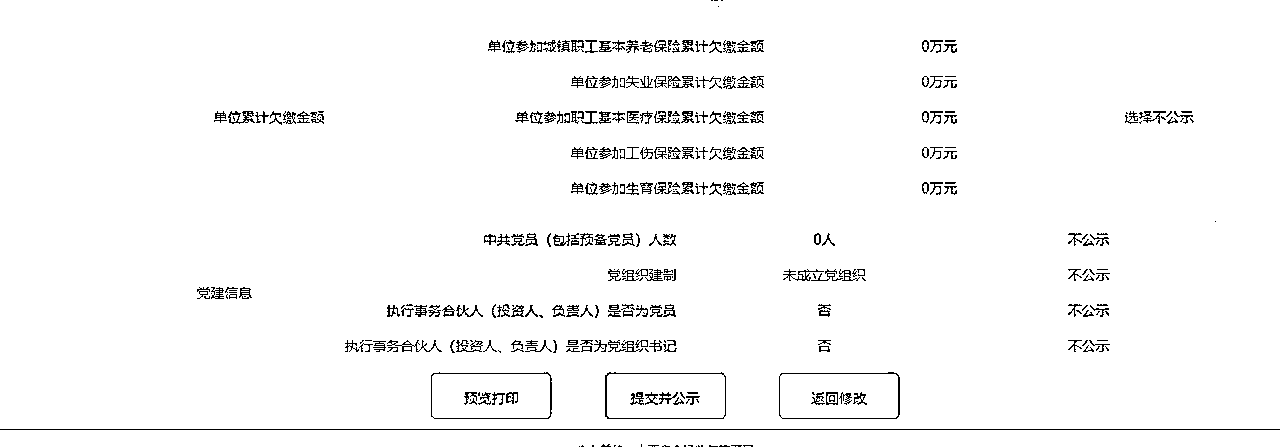 单位参加城镇职工基本养老保险累计欠缴金额 0万元
单位参加失业保险累计欠缴金额 0万元
单位累计欠缴金额 单位参加职工基本医疗保险累计欠缴金额 0万元 选择不公示
单位参加工伤保险累计欠缴金额 0万元
单位参加生育保险累计欠缴金额 0万元
中共党员（包括预备党员）人数 0人 不公示
党组织建制 未成立党组织 不公示
党建信息
执行事务合伙人（投资人、负责人）是否为党员 否 不公示
执行事务合伙人（投资人、负责人）是否为党组织书记 否 不公示
预览打印 提交并公示 返回修改